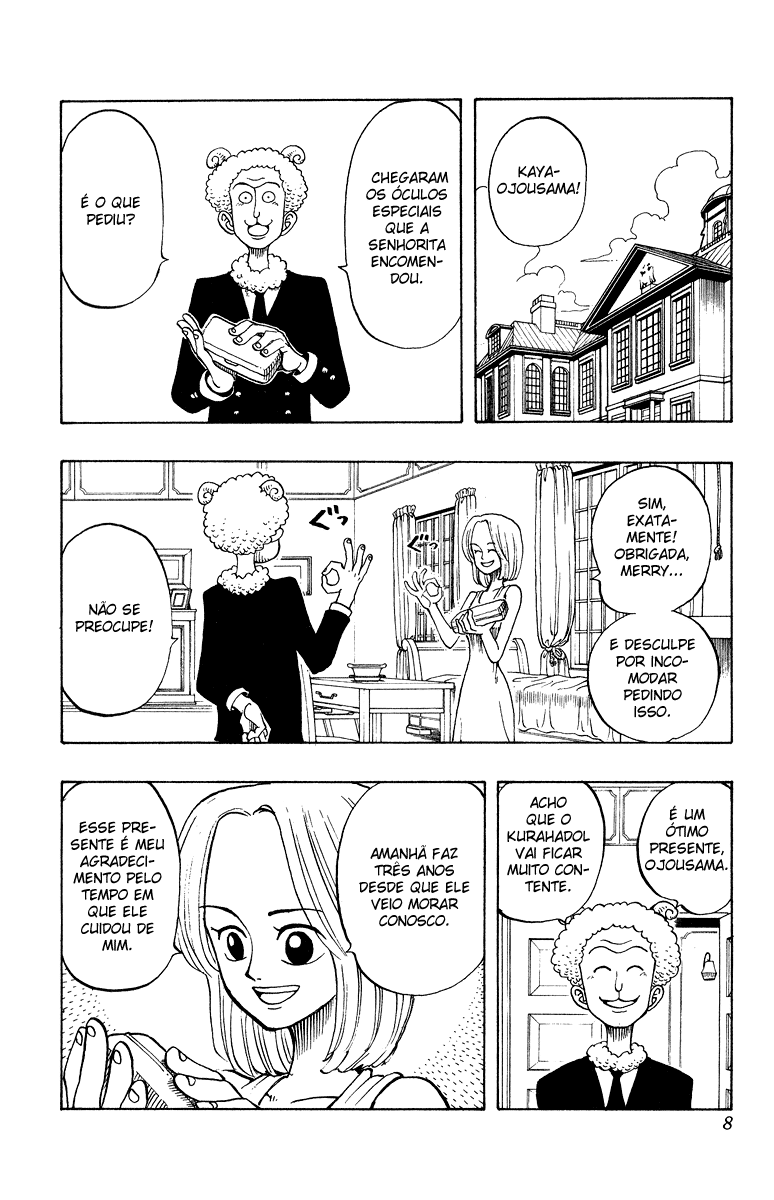 KAYA-
OJOUSAMA!
CHEGARAM
OS ÓCULOS
ESPECIAIS
QUE A
SENHORITA
ENCOMEN-
DOU.
É O QUE
PEDIU?
SIM,
EXATA-
MENTE!
OBRIGADA,
MERRY...
E DESCULPE
POR INCO-
MODAR
PEDINDO
ISSO.
ぐっ
ぐっ
NÃO SE
PREOCUPE!
É UM
ÓTIMO
PRESENTE,
OJOUSAMA.
ACHO
QUE O
KURAHADOL
VAI FICAR
MUITO CON-
TENTE.
AMANHÃ FAZ
TRÊS ANOS
DESDE QUE ELE
VEIO MORAR
CONOSCO.
ESSE PRE-
SENTE É MEU
AGRADECI-
MENTO PELO
TEMPO EM
QUE ELE
CUIDOU DE
MIM.
8